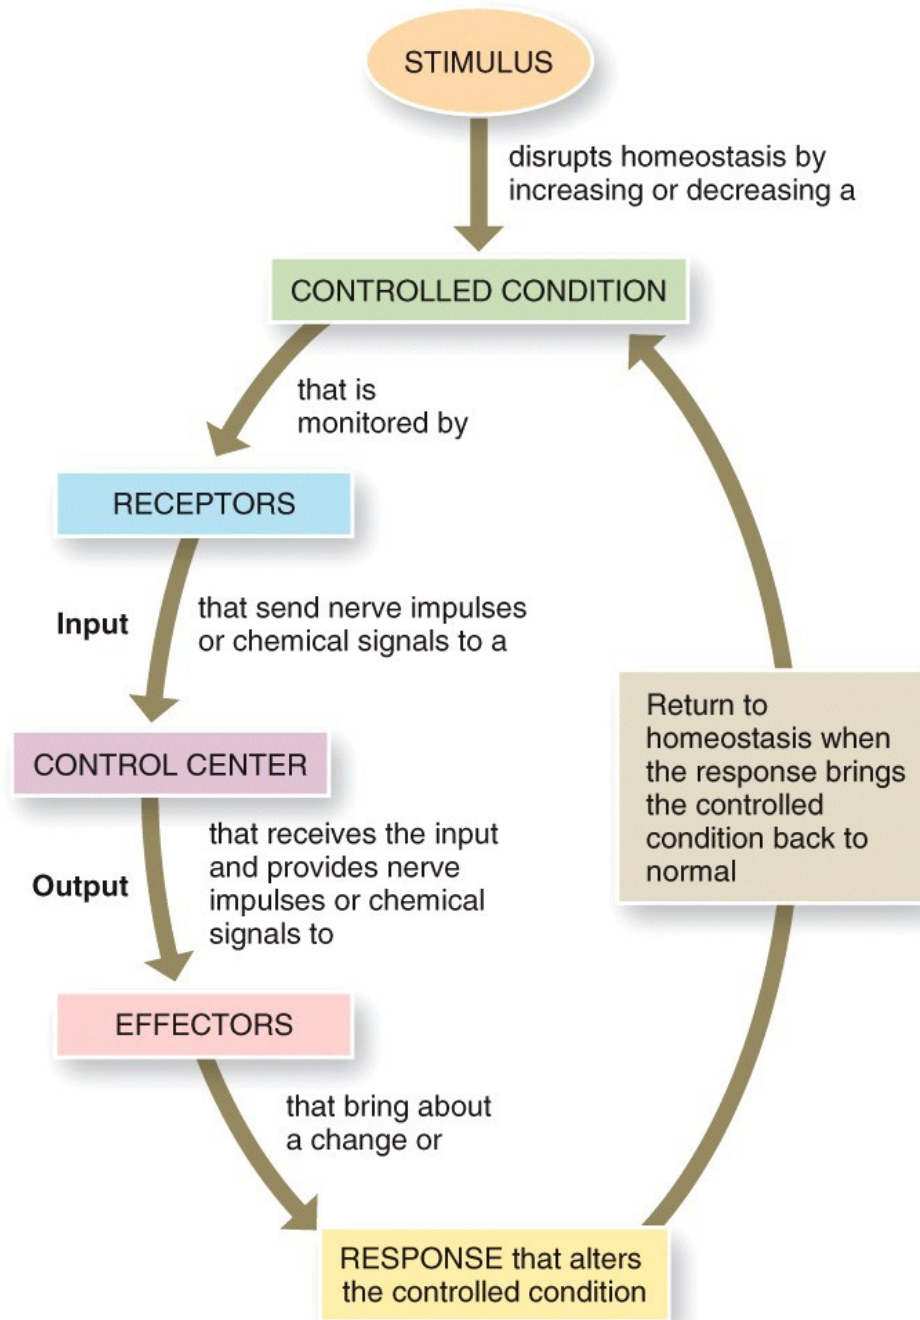 STIMULUS
disrupts homeostasis by
increasing or decreasing a
CONTROLLED CONDITION
that is
monitored by
RECEPTORS
Input
that send nerve impulses
or chemical signals to a
CONTROL CENTER
Output
that receives the input
and provides nerve
impulses or chemical
signals to
EFFECTORS
that bring about
a change or
RESPONSE that alters
the controlled condition
Return to
homeostasis when
the response brings
the controlled
condition back to
normal